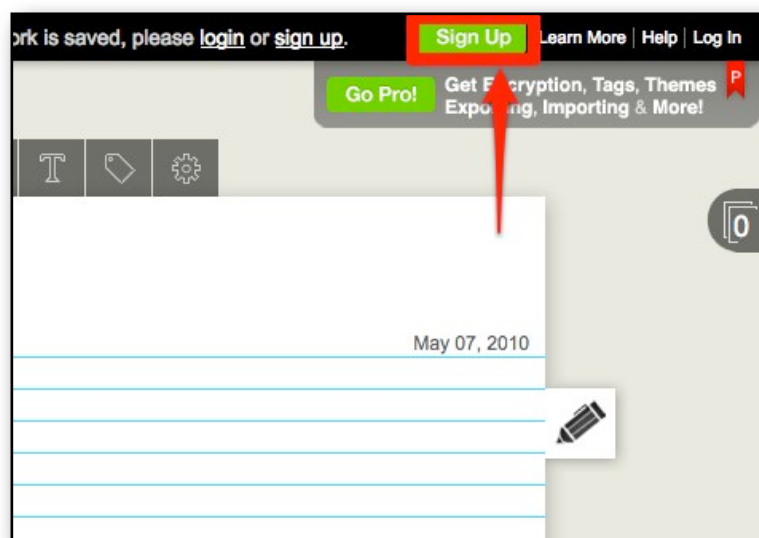 rk is saved, please login or sign up.
Sign Up
Learn More | Help | Log In
Go Pro!
Get Encryption, Tags, Themes
Exporting, Importing & More!
P
T
0
May 07, 2010